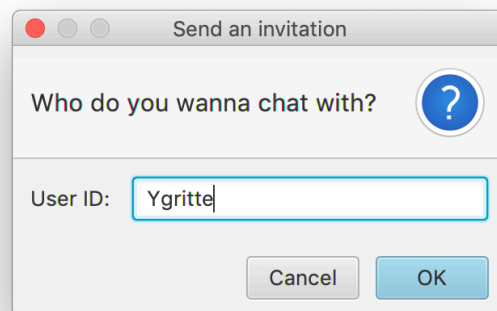 Send an invitation
Who do you wanna chat with?
?
User ID: Ygritte
Cancel OK